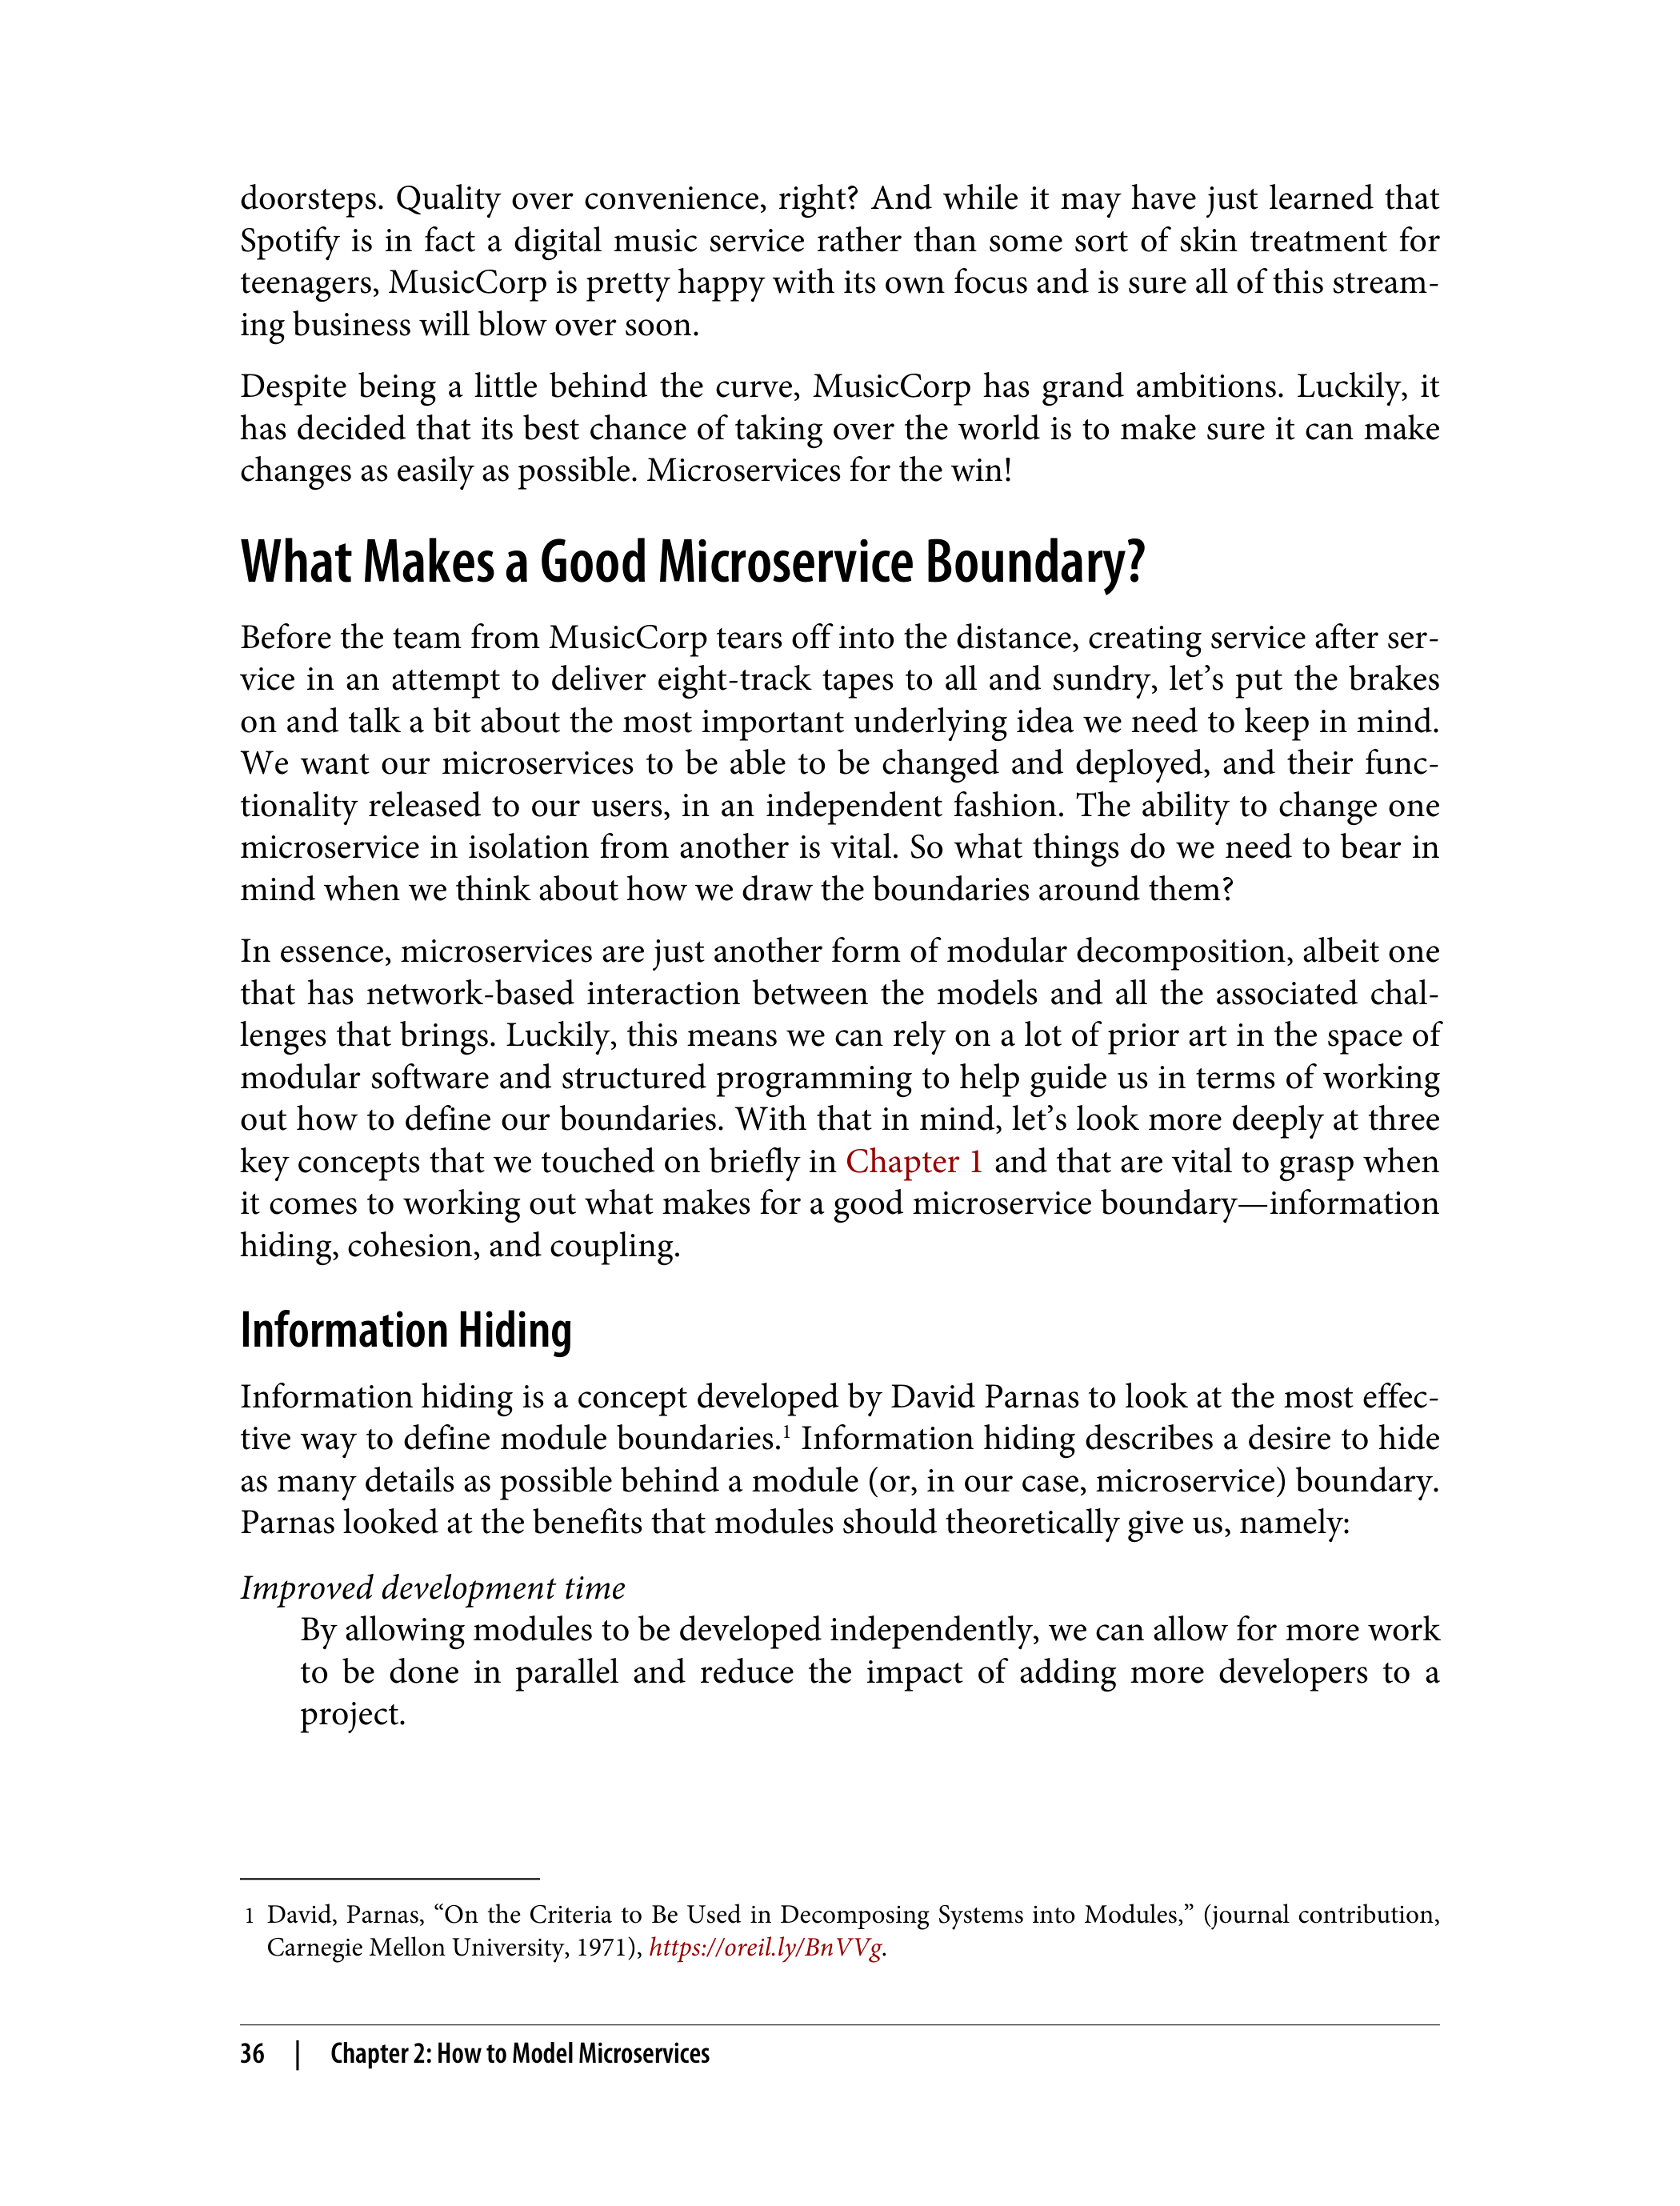 doorsteps. Quality over convenience, right? And while it may have just learned that
Spotify is in fact a digital music service rather than some sort of skin treatment for
teenagers, MusicCorp is pretty happy with its own focus and is sure all of this stream-
ing business will blow over soon.
Despite being a little behind the curve, MusicCorp has grand ambitions. Luckily, it
has decided that its best chance of taking over the world is to make sure it can make
changes as easily as possible. Microservices for the win!
What Makes a Good Microservice Boundary?
Before the team from MusicCorp tears off into the distance, creating service after ser-
vice in an attempt to deliver eight-track tapes to all and sundry, let’s put the brakes
on and talk a bit about the most important underlying idea we need to keep in mind.
We want our microservices to be able to be changed and deployed, and their func-
tionality released to our users, in an independent fashion. The ability to change one
microservice in isolation from another is vital. So what things do we need to bear in
mind when we think about how we draw the boundaries around them?
In essence, microservices are just another form of modular decomposition, albeit one
that has network-based interaction between the models and all the associated chal-
lenges that brings. Luckily, this means we can rely on a lot of prior art in the space of
modular software and structured programming to help guide us in terms of working
out how to define our boundaries. With that in mind, let’s look more deeply at three
key concepts that we touched on briefly in Chapter 1 and that are vital to grasp when
it comes to working out what makes for a good microservice boundary—information
hiding, cohesion, and coupling.
Information Hiding
Information hiding is a concept developed by David Parnas to look at the most effec-
tive way to define module boundaries.1 Information hiding describes a desire to hide
as many details as possible behind a module (or, in our case, microservice) boundary.
Parnas looked at the benefits that modules should theoretically give us, namely:
Improved development time
By allowing modules to be developed independently, we can allow for more work
to be done in parallel and reduce the impact of adding more developers to a
project.
1 David, Parnas, “On the Criteria to Be Used in Decomposing Systems into Modules,” (journal contribution,
Carnegie Mellon University, 1971), https://oreil.ly/BnVVg.
36 | Chapter 2: How to Model Microservices